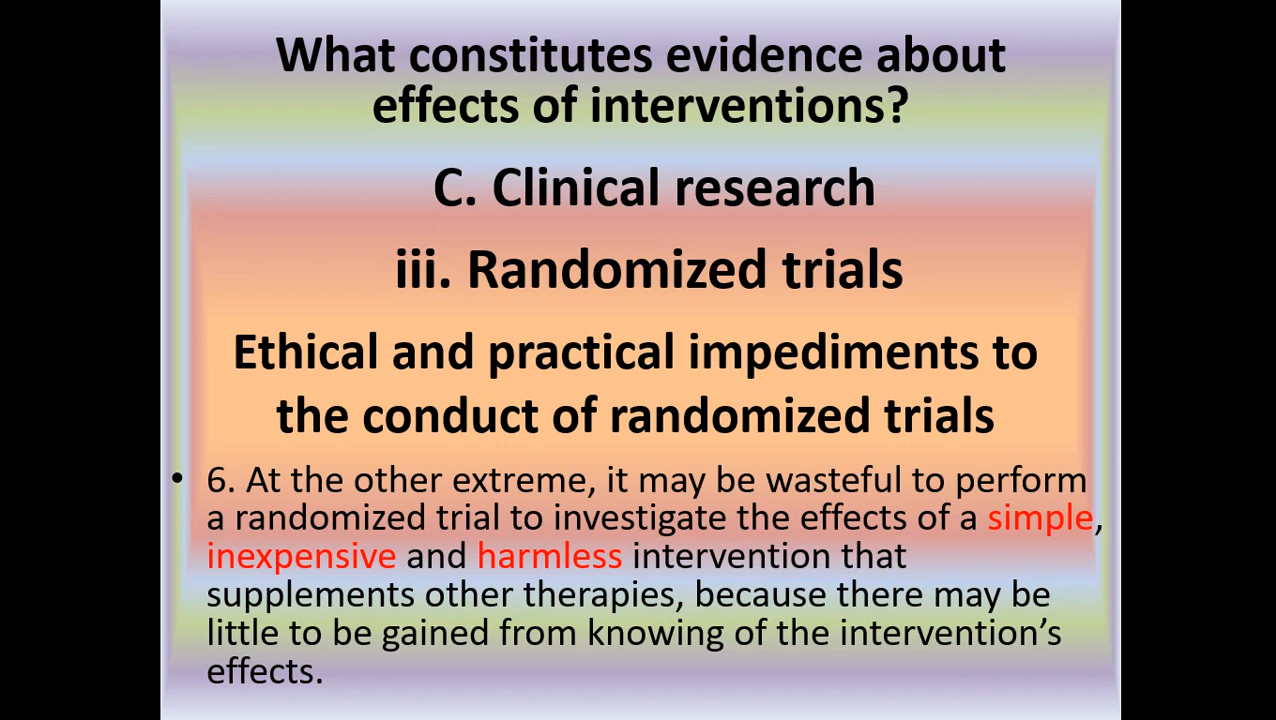 What constitutes evidence about
effects of interventions?
C. Clinical research
iii. Randomized trials
Ethical and practical impediments to
the conduct of randomized trials
• 6. At the other extreme, it may be wasteful to perform
a randomized trial to investigate the effects of a simple,
inexpensive and harmless intervention that
supplements other therapies, because there may be
little to be gained from knowing of the intervention’s
effects.